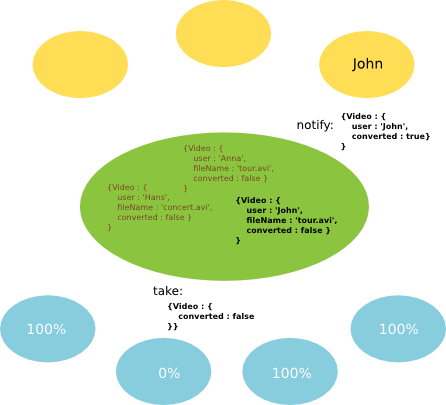 John
notify:
{Video : {
user : 'John',
converted : true}
}
{Video : {
user : 'Anna',
fileName : 'tour.avi',
converted : false }
}
{Video : {
user : 'Hans',
fileName : 'concert.avi',
converted : false }
}
{Video : {
user : 'John',
fileName : 'tour.avi',
converted : false }
}
take:
{Video : {
converted : false
}}
100%
0%
100%
100%